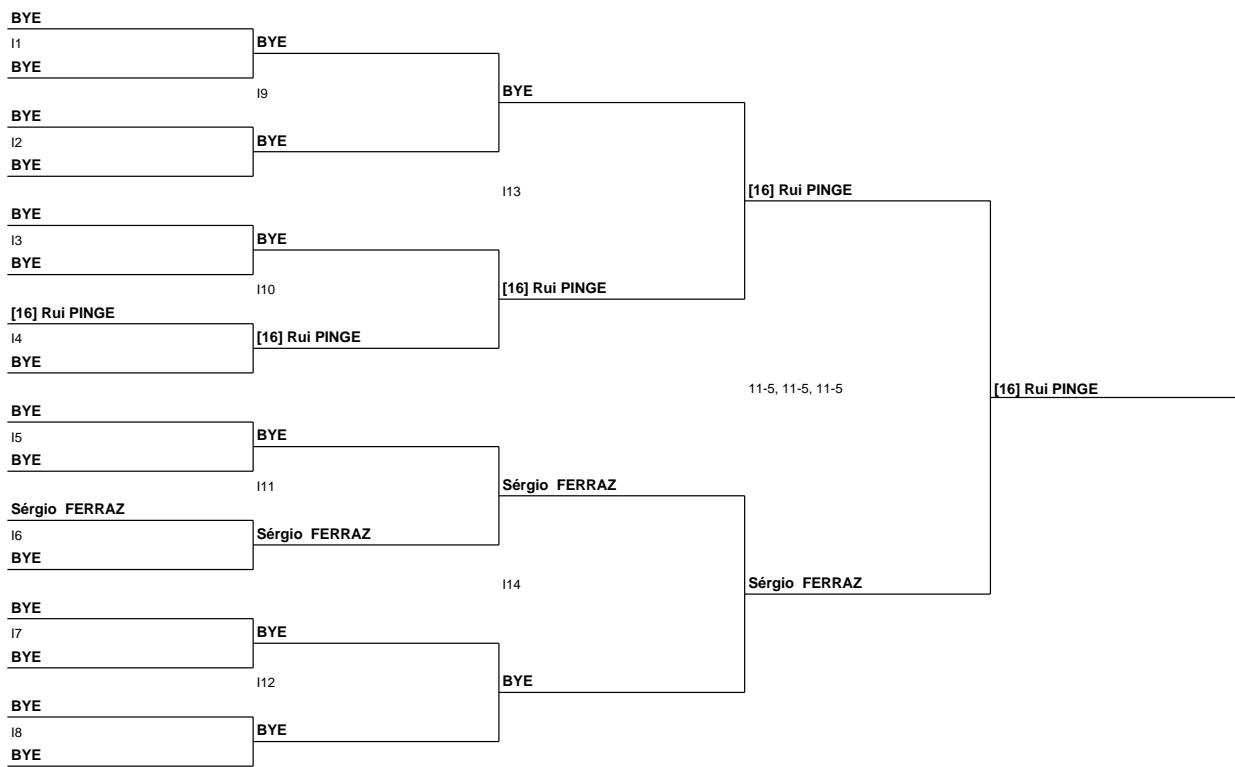 BYE
I1
BYE
BYE
I9
BYE
BYE
I2
BYE
BYE
I13
[16] Rui PINGE
BYE
I3
BYE
BYE
I10
[16] Rui PINGE
[16] Rui PINGE
I4
[16] Rui PINGE
BYE
11-5, 11-5, 11-5
[16] Rui PINGE
BYE
I5
BYE
BYE
I11
Sérgio  FERRAZ
Sérgio  FERRAZ
I6
Sérgio  FERRAZ
BYE
I14
Sérgio  FERRAZ
BYE
I7
BYE
BYE
I12
BYE
BYE
I8
BYE
BYE